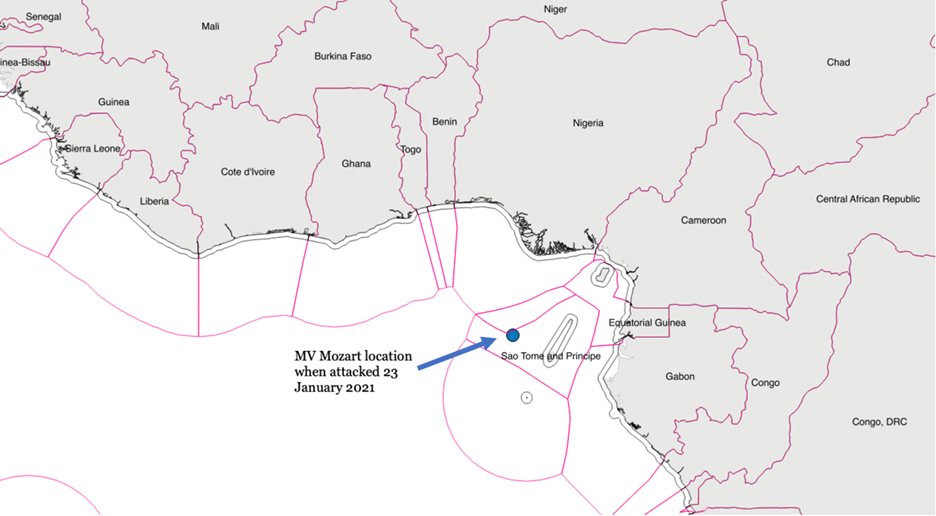 Senegal
Mali
Niger
Chad
inea-Bissau
Burkina Faso
Guinea
Benin
Nigeria
Sierra Leone
Togo
Ghana
Cote d'Ivoire
Liberia
Central African Republic
Cameroon
Equatorial Guinea
MV Mozart location
when attacked 23
January 2021
Sao Tome and Principe
Gabon
Congo
Congo, DRC